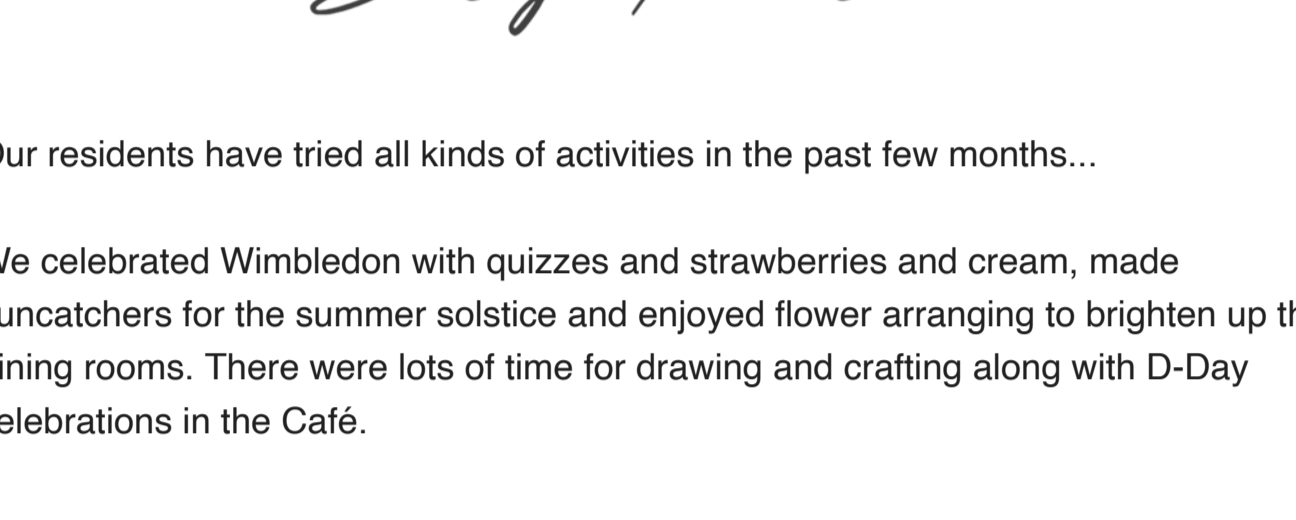 Our residents have tried all kinds of activities in the past few months...
We celebrated Wimbledon with quizzes and strawberries and cream, made
uncatchers for the summer solstice and enjoyed flower arranging to brighten up th
ining rooms. There were lots of time for drawing and crafting along with D-Day
elebrations in the Café.